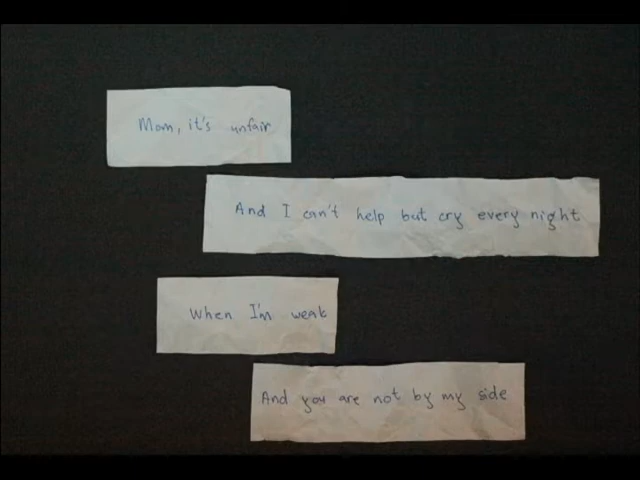 Mom, it's unfair
And I can't help but cry every night
When I'm weak
And you are not by my side